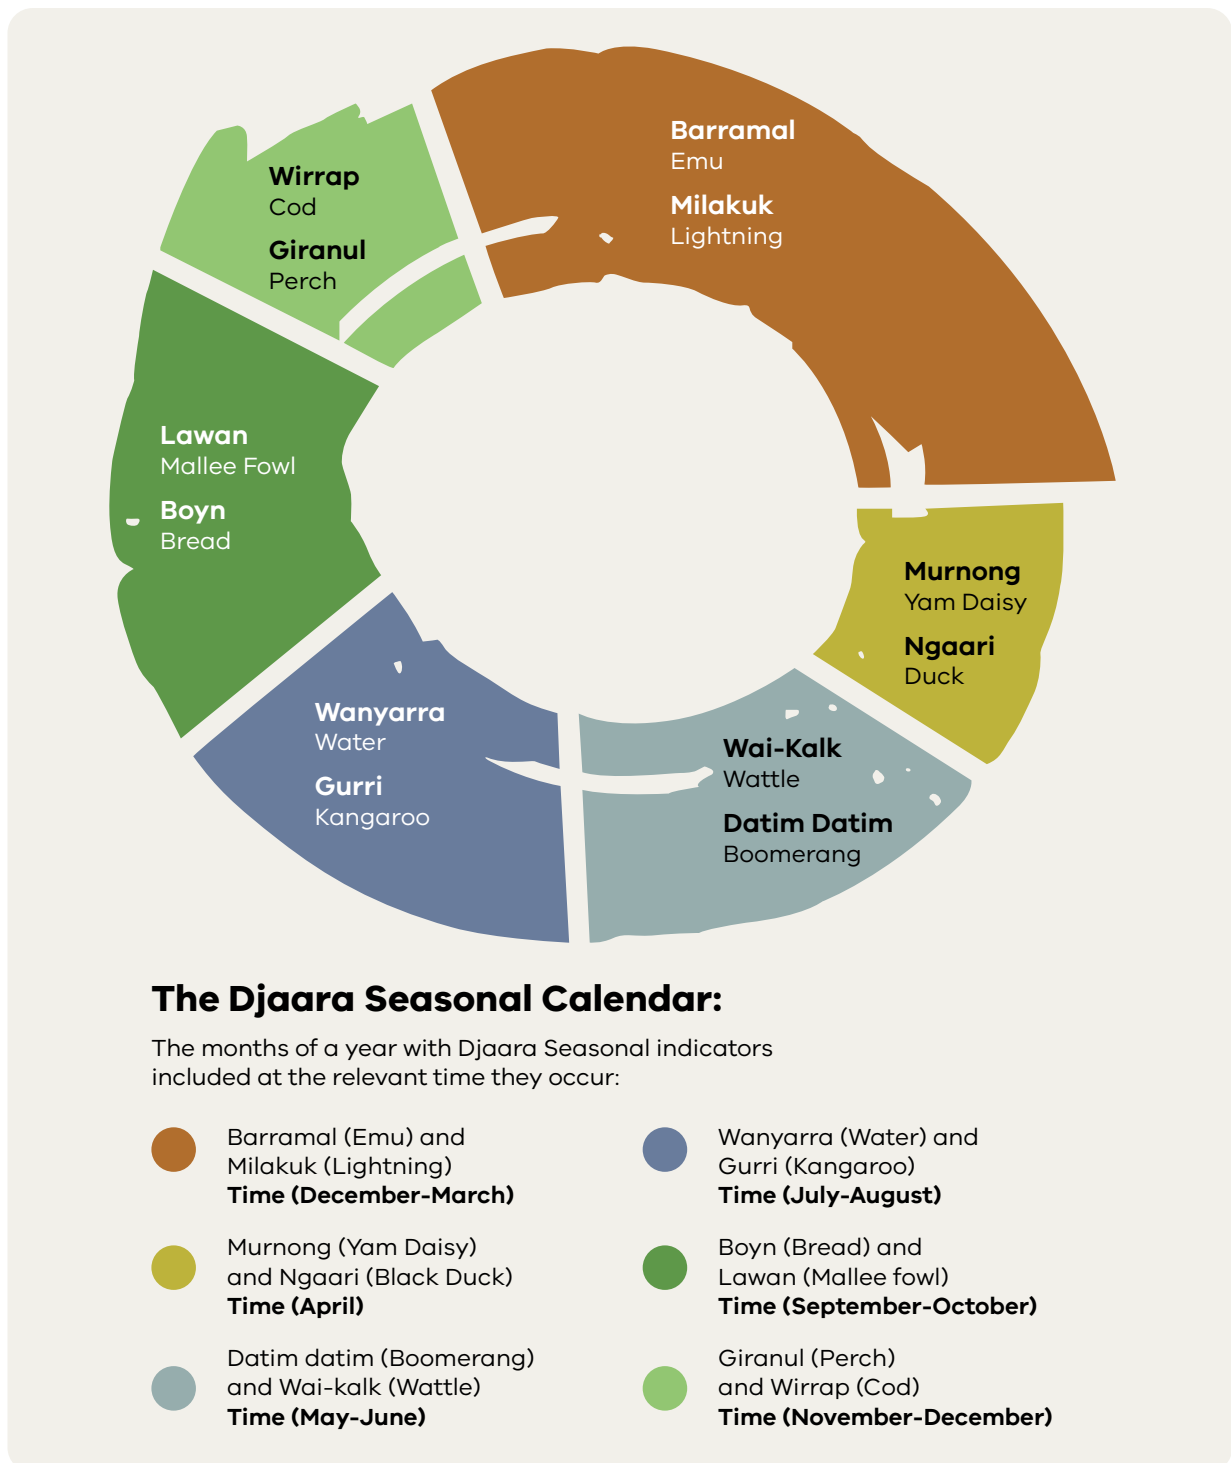 Barramal
Emu
Milakuk
Lightning
Wirrap
Cod
Giranul
Perch
Lawan
Mallee Fowl
Boyn
Bread
Murnong
Yam Daisy
Ngaari
Duck
Wanyarra
Water
Gurri
Kangaroo
Wai-Kalk
Wattle
Datim Datim
Boomerang
The Djaara Seasonal Calendar:
The months of a year with Djaara Seasonal indicators
included at the relevant time they occur:
Barramal (Emu) and
Milakuk (Lightning)
Time (December-March)
Murnong (Yam Daisy)
and Ngaari (Black Duck)
Time (April)
Datim datim (Boomerang)
and Wai-kalk (Wattle)
Time (May-June)
Wanyarra (Water) and
Gurri (Kangaroo)
Time (July-August)
Boyn (Bread) and
Lawan (Mallee fowl)
Time (September-October)
Giranul (Perch)
and Wirrap (Cod)
Time (November-December)